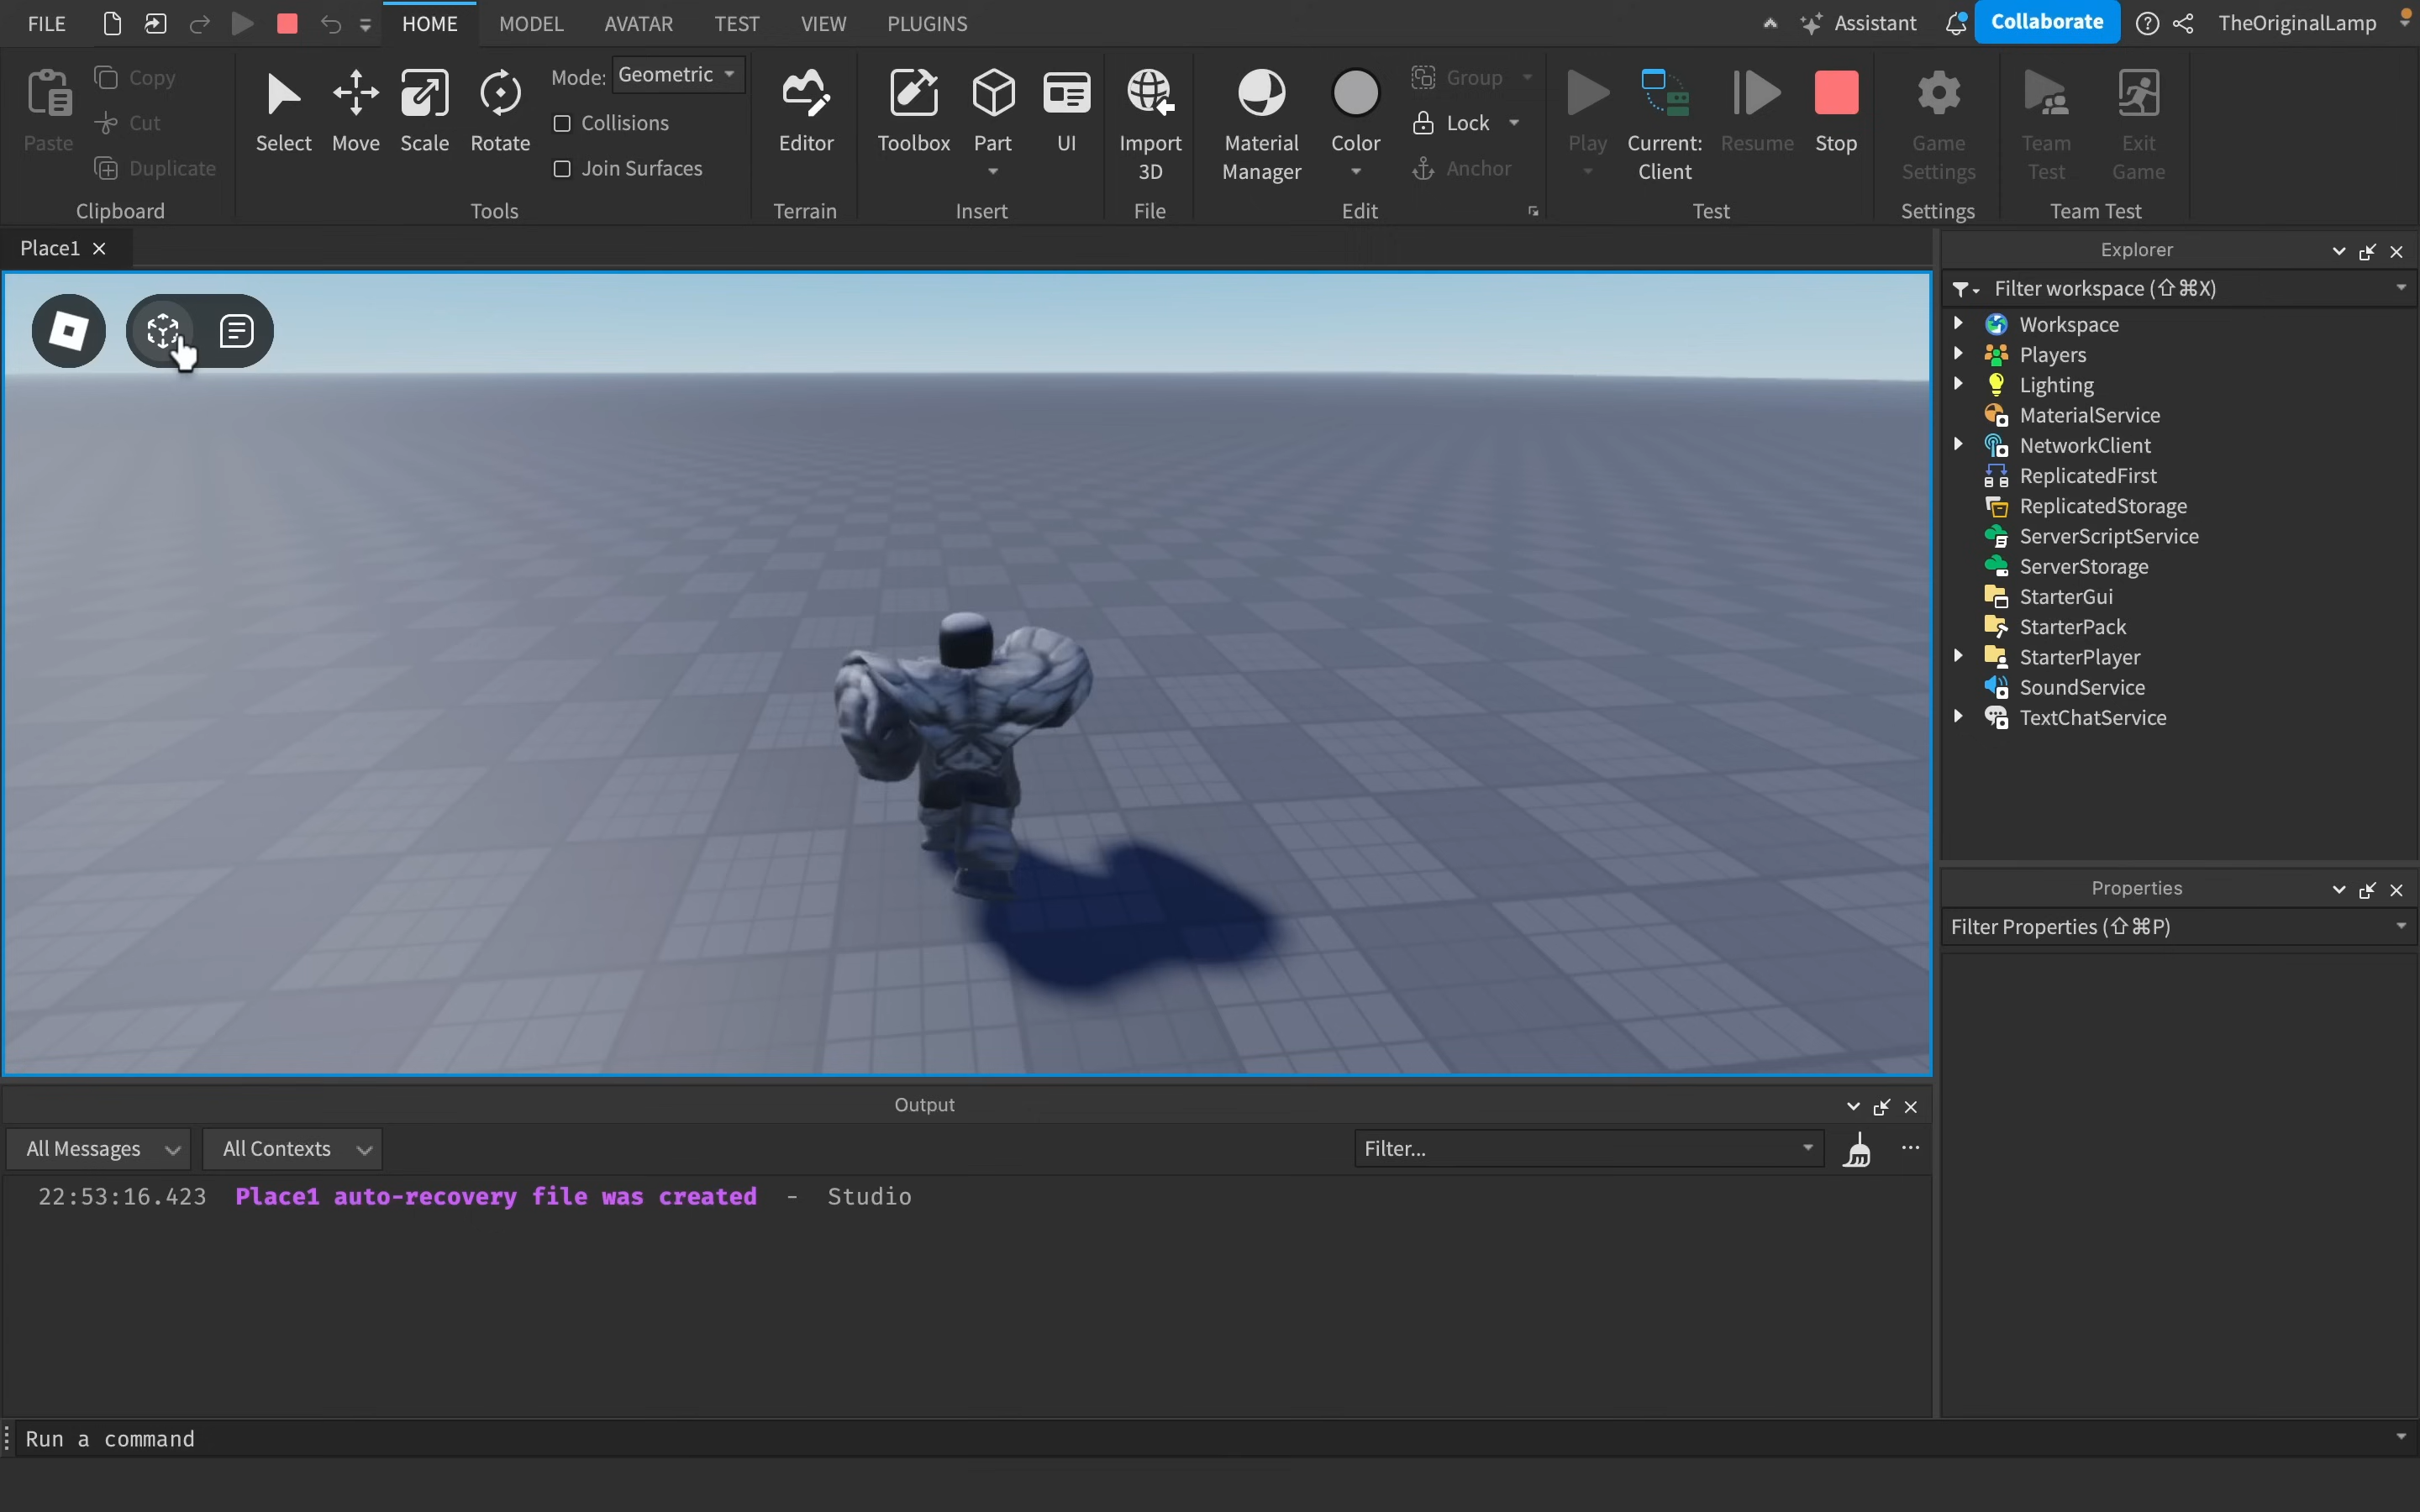 FILE
HOME
MODEL
AVATAR
TEST
VIEW
PLUGINS
Assistant
Collaborate
TheOriginalLamp
Paste
Copy
Cut
Duplicate
Clipboard
Select
Move
Scale
Rotate
Mode: Geometric
Collisions
Join Surfaces
Tools
Editor
Terrain
Toolbox
Part
UI
Insert
Import
3D
File
Material
Manager
Color
Group
Lock
Anchor
Edit
Play
Current:
Client
Resume
Stop
Test
Game
Settings
Settings
Team
Test
Exit
Game
Team Test
Place1
Explorer
Filter workspace (⇧⌘X)
Workspace
Players
Lighting
MaterialService
NetworkClient
ReplicatedFirst
ReplicatedStorage
ServerScriptService
ServerStorage
StarterGui
StarterPack
StarterPlayer
SoundService
TextChatService
Properties
Filter Properties (⇧⌘P)
Output
All Messages
All Contexts
Filter...
22:53:16.423 Place1 auto-recovery file was created - Studio
Run a command